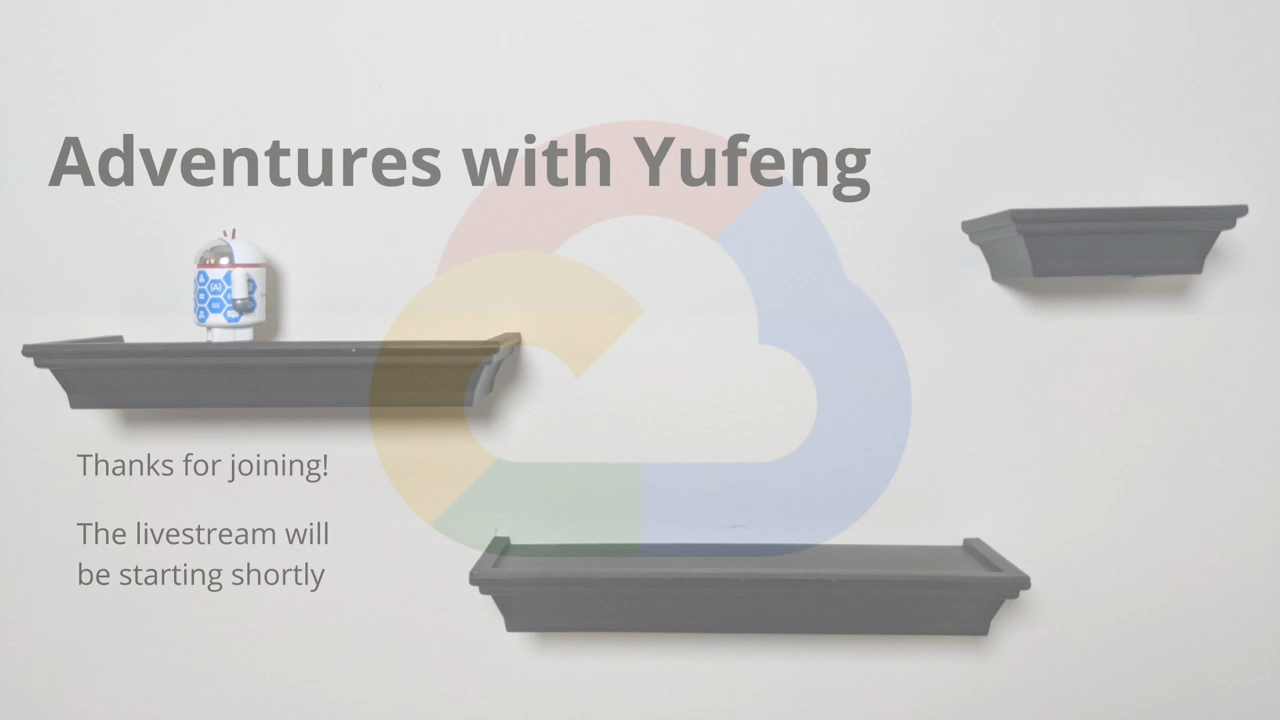 Adventures with Yufeng
Thanks for joining!
The livestream will
be starting shortly